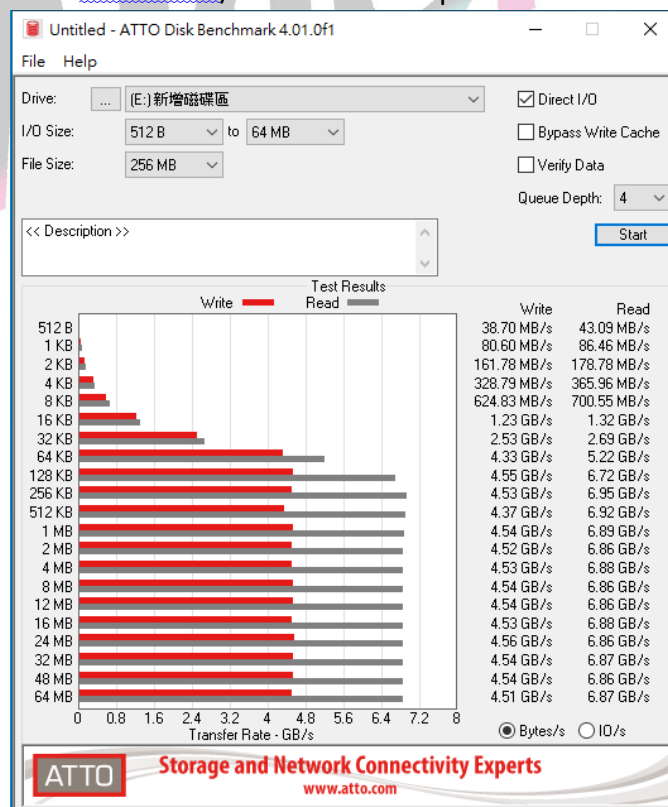 Untitled - ATTO Disk Benchmark 4.01.0f1
File Help
Drive: ... (E:)新增磁碟區
Direct I/O
I/O Size: 512 B to 64 MB
Bypass Write Cache
File Size: 256 MB
Verify Data
Queue Depth: 4
<< Description >>
Start
Test Results
Write Read
Write Read
512 B 38.70 MB/s 43.09 MB/s
1 KB 80.60 MB/s 86.46 MB/s
2 KB 161.78 MB/s 178.78 MB/s
4 KB 328.79 MB/s 365.96 MB/s
8 KB 624.83 MB/s 700.55 MB/s
16 KB 1.23 GB/s 1.32 GB/s
32 KB 2.53 GB/s 2.69 GB/s
64 KB 4.33 GB/s 5.22 GB/s
128 KB 4.55 GB/s 6.72 GB/s
256 KB 4.53 GB/s 6.95 GB/s
512 KB 4.37 GB/s 6.92 GB/s
1 MB 4.54 GB/s 6.89 GB/s
2 MB 4.52 GB/s 6.86 GB/s
4 MB 4.53 GB/s 6.88 GB/s
8 MB 4.54 GB/s 6.86 GB/s
12 MB 4.54 GB/s 6.86 GB/s
16 MB 4.53 GB/s 6.88 GB/s
24 MB 4.56 GB/s 6.86 GB/s
32 MB 4.54 GB/s 6.87 GB/s
48 MB 4.54 GB/s 6.86 GB/s
64 MB 4.51 GB/s 6.87 GB/s
0 0.8 1.6 2.4 3.2 4 4.8 5.6 6.4 7.2 8
Transfer Rate - GB/s
Bytes/s IO/s
ATTO
Storage and Network Connectivity Experts
www.atto.com